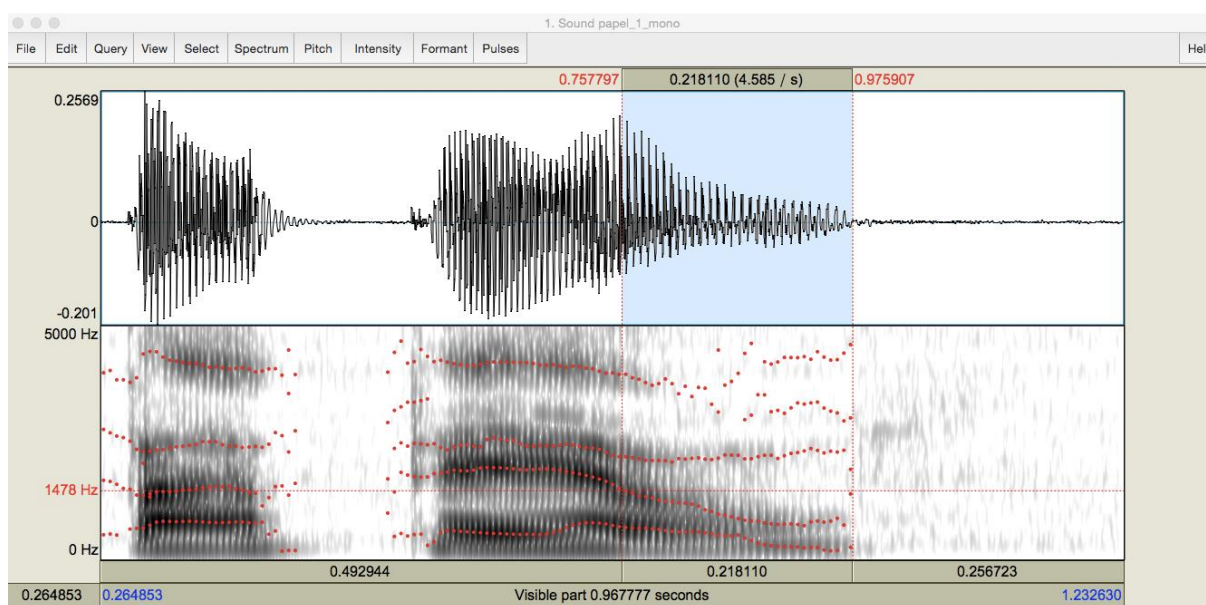 1. Sound papel_1_mono
File Edit Query View Select Spectrum Pitch Intensity Formant Pulses Hel
0.757797 0.218110 (4.585 / s) 0.975907
0.2569
0
-0.201
5000 Hz
1478 Hz
0 Hz
0.492944 0.218110 0.256723
0.264853 0.264853 Visible part 0.967777 seconds 1.232630